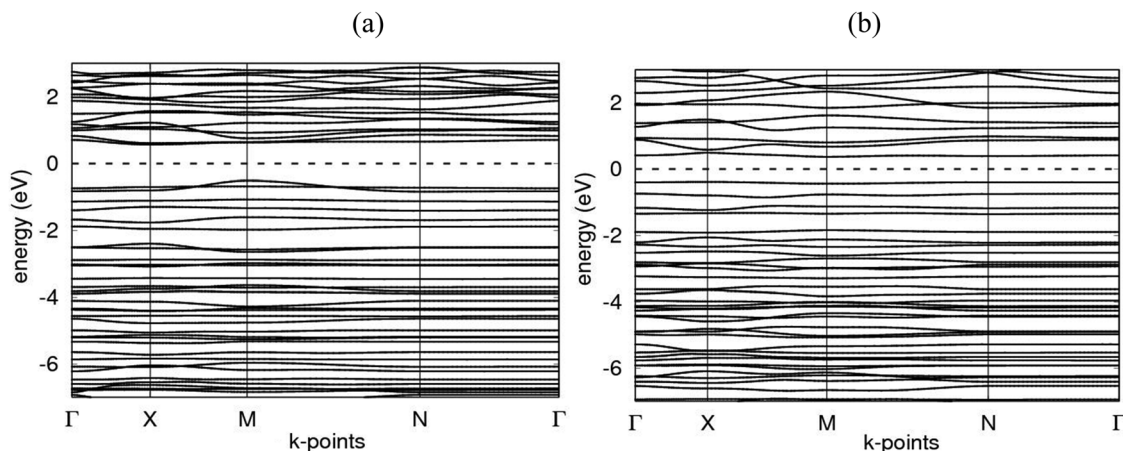 (a)
(b)
energy (eV)
2
0
-2
-4
-6
Γ
X
M
N
Γ
k-points
energy (eV)
2
0
-2
-4
-6
Γ
X
M
N
Γ
k-points